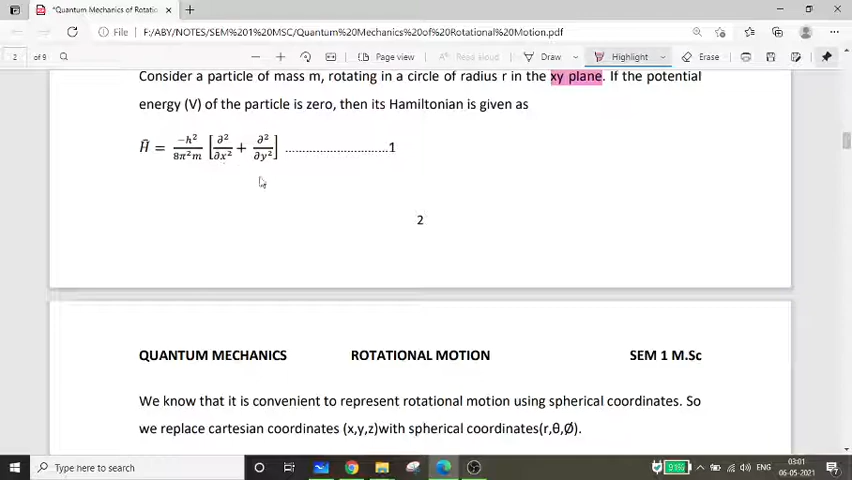 *Quantum Mechanics of Rotatio
File
F:/ABY/NOTES/SEM%201%20MSC/Quantum%20Mechanics%20of%20Rotational%20Motion.pdf
2 of 9
Page view
Read aloud
Draw
Highlight
Erase
Consider a particle of mass m, rotating in a circle of radius r in the xy plane. If the potential
energy (V) of the particle is zero, then its Hamiltonian is given as
H̄ = −h²/8π²m [∂²/∂x² + ∂²/∂y²] ..............................1
2
QUANTUM MECHANICS ROTATIONAL MOTION SEM 1 M.Sc
We know that it is convenient to represent rotational motion using spherical coordinates. So
we replace cartesian coordinates (x,y,z)with spherical coordinates(r,θ,Ø).
Type here to search
91%
ENG
03:01
06-05-2021